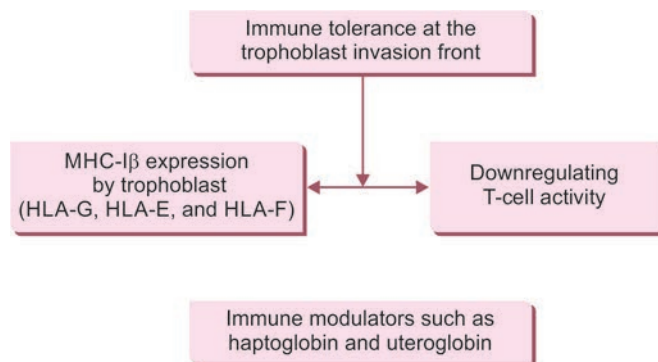 Immune tolerance at the
trophoblast invasion front
MHC-Iβ expression
by trophoblast
(HLA-G, HLA-E, and HLA-F)
Downregulating
T-cell activity
Immune modulators such as
haptoglobin and uteroglobin